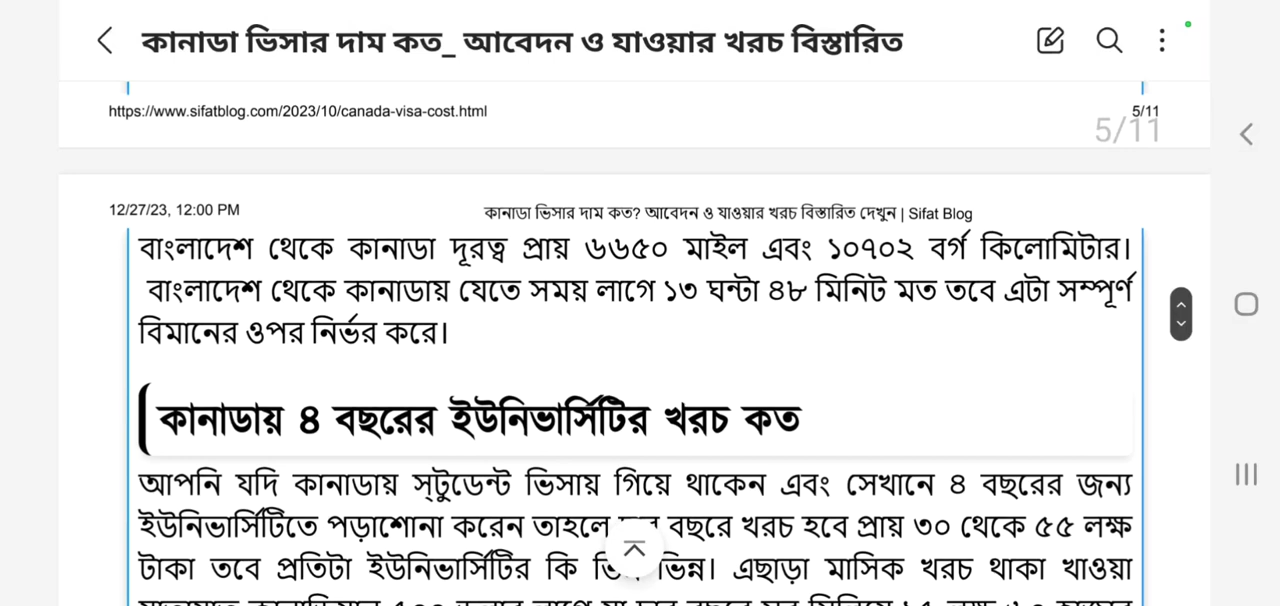 কানাডা ভিসার দাম কত_ আবেদন ও যাওয়ার খরচ বিস্তারিত
https://www.sifatblog.com/2023/10/canada-visa-cost.html
5/11
5/11
12/27/23, 12:00 PM
কানাডা ভিসার দাম কত? আবেদন ও যাওয়ার খরচ বিস্তারিত দেখুন | Sifat Blog
বাংলাদেশ থেকে কানাডা দূরত্ব প্রায় ৬৬৫০ মাইল এবং ১০৭০২ বর্গ কিলোমিটার।
বাংলাদেশ থেকে কানাডায় যেতে সময় লাগে ১৩ ঘন্টা ৪৮ মিনিট মত তবে এটা সম্পূর্ণ
বিমানের ওপর নির্ভর করে।
কানাডায় ৪ বছরের ইউনিভার্সিটির খরচ কত
আপনি যদি কানাডায় স্টুডেন্ট ভিসায় গিয়ে থাকেন এবং সেখানে ৪ বছরের জন্য
ইউনিভার্সিটিতে পড়াশোনা করেন তাহলে বছরে খরচ হবে প্রায় ৩০ থেকে ৫৫ লক্ষ
টাকা তবে প্রতিটা ইউনিভার্সিটির কি ভিন্ন। এছাড়া মাসিক খরচ থাকা খাওয়া